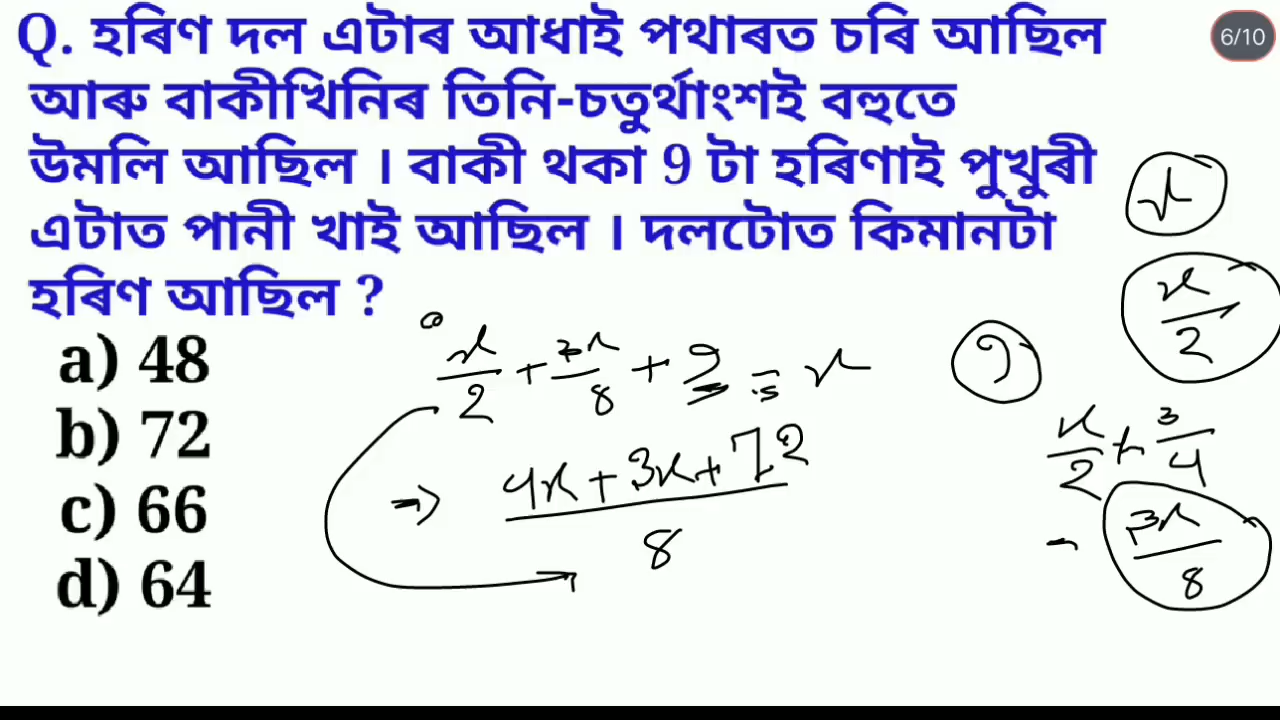 Q. হৰিণ দল এটাৰ আধাই পথাৰত চৰি আছিল
আৰু বাকীখিনিৰ তিনি-চতুৰ্থাংশই বহুতে
উমলি আছিল । বাকী থকা 9 টা হৰিণাই পুখুৰী
এটাত পানী খাই আছিল । দলটোত কিমানটা
হৰিণ আছিল ?
a) 48
b) 72
c) 66
d) 64
6/10
x
x/2
9
x/2 + 3x/8 + 9 = x
⇒ 4x + 3x + 72 / 8
x/2 + 3/4
= 3x/8